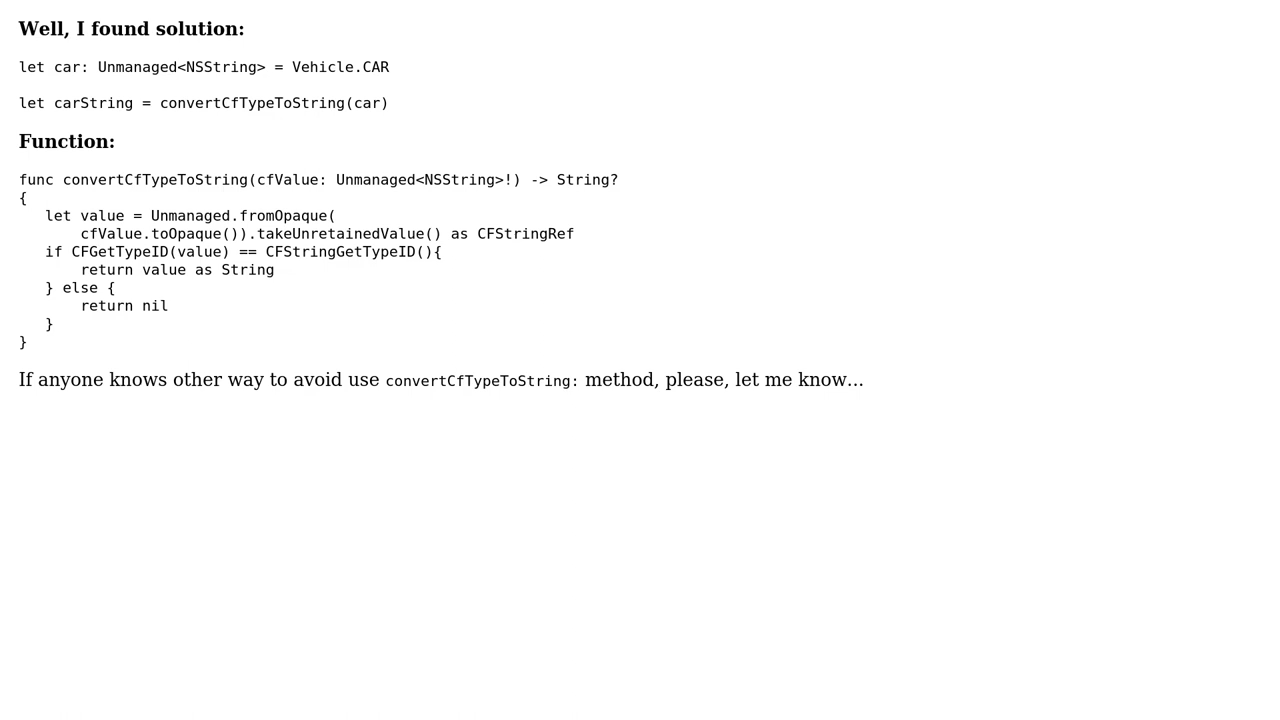 Well, I found solution:
let car: Unmanaged<NSString> = Vehicle.CAR
let carString = convertCfTypeToString(car)
Function:
func convertCfTypeToString(cfValue: Unmanaged<NSString>!) -> String?
{
   let value = Unmanaged.fromOpaque(
       cfValue.toOpaque()).takeUnretainedValue() as CFStringRef
   if CFGetTypeID(value) == CFStringGetTypeID(){
       return value as String
   } else {
       return nil
   }
}
If anyone knows other way to avoid use convertCfTypeToString: method, please, let me know...